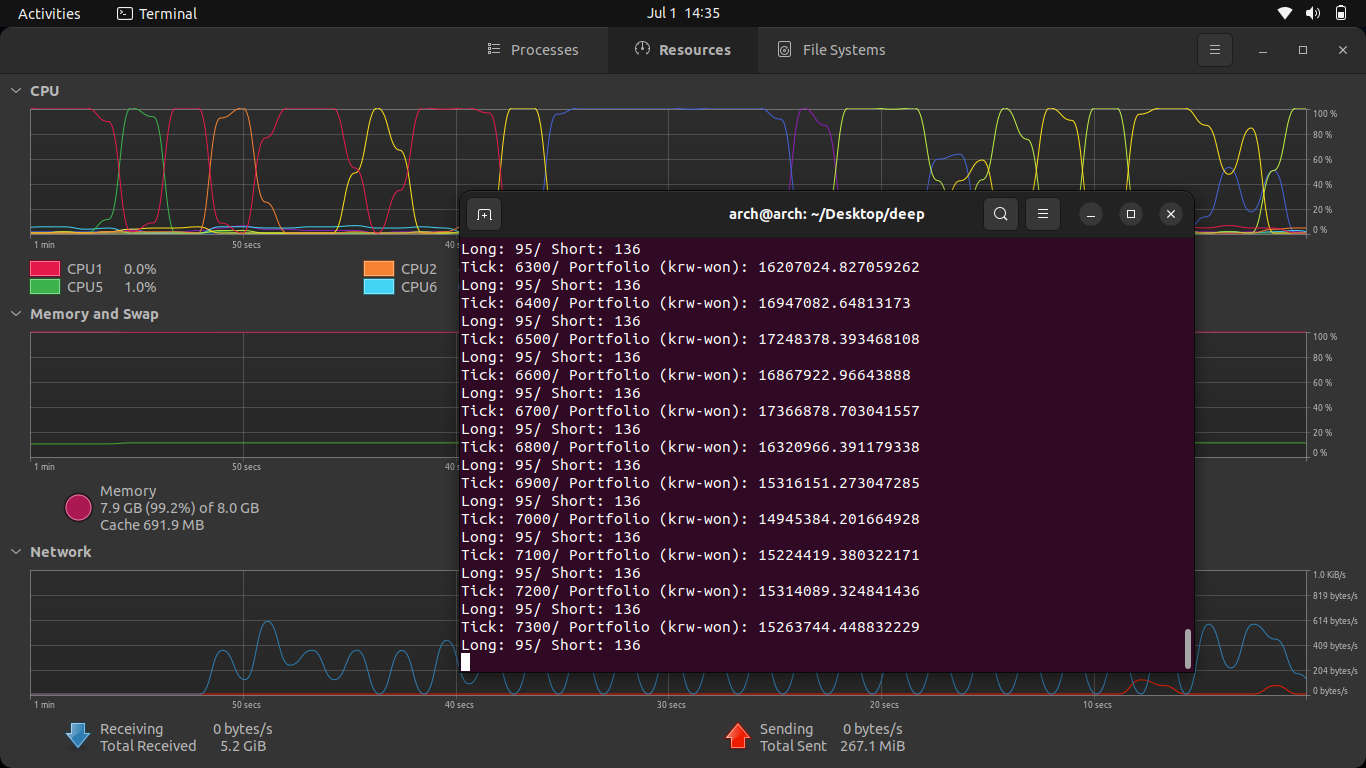 Activities Terminal Jul 1 14:35
Processes Resources File Systems
CPU
100 %
80 %
60 %
40 %
20 %
0 %
1 min 50 secs 40
CPU1 0.0% CPU2
CPU5 1.0% CPU6
Memory and Swap
100 %
80 %
60 %
40 %
20 %
0 %
1 min 50 secs 40
Memory
7.9 GB (99.2%) of 8.0 GB
Cache 691.9 MB
Network
1.0 KiB/s
819 bytes/s
614 bytes/s
409 bytes/s
204 bytes/s
0 bytes/s
1 min 50 secs 40 secs 30 secs 20 secs 10 secs
Receiving 0 bytes/s
Total Received 5.2 GiB
Sending 0 bytes/s
Total Sent 267.1 MiB
arch@arch: ~/Desktop/deep
Long: 95/ Short: 136
Tick: 6300/ Portfolio (krw-won): 16207024.827059262
Long: 95/ Short: 136
Tick: 6400/ Portfolio (krw-won): 16947082.64813173
Long: 95/ Short: 136
Tick: 6500/ Portfolio (krw-won): 17248378.393468108
Long: 95/ Short: 136
Tick: 6600/ Portfolio (krw-won): 16867922.96643888
Long: 95/ Short: 136
Tick: 6700/ Portfolio (krw-won): 17366878.703041557
Long: 95/ Short: 136
Tick: 6800/ Portfolio (krw-won): 16320966.391179338
Long: 95/ Short: 136
Tick: 6900/ Portfolio (krw-won): 15316151.273047285
Long: 95/ Short: 136
Tick: 7000/ Portfolio (krw-won): 14945384.201664928
Long: 95/ Short: 136
Tick: 7100/ Portfolio (krw-won): 15224419.380322171
Long: 95/ Short: 136
Tick: 7200/ Portfolio (krw-won): 15314089.324841436
Long: 95/ Short: 136
Tick: 7300/ Portfolio (krw-won): 15263744.448832229
Long: 95/ Short: 136